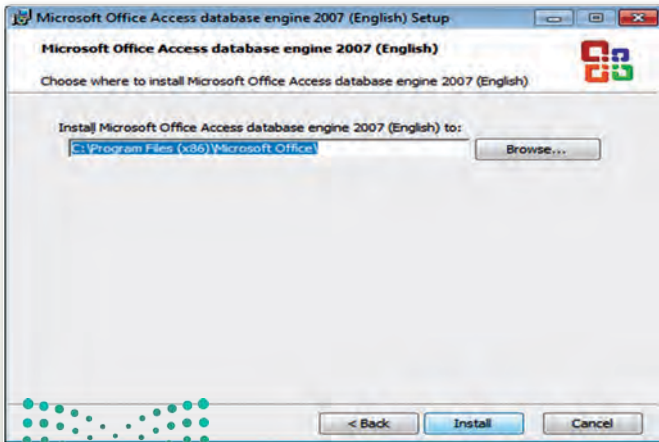 Microsoft Office Access database engine 2007 (English) Setup
Microsoft Office Access database engine 2007 (English)
Choose where to install Microsoft Office Access database engine 2007 (English)
Install Microsoft Office Access database engine 2007 (English) to:
C:\Program Files (x86)\Microsoft Office\
Browse...
< Back Install Cancel